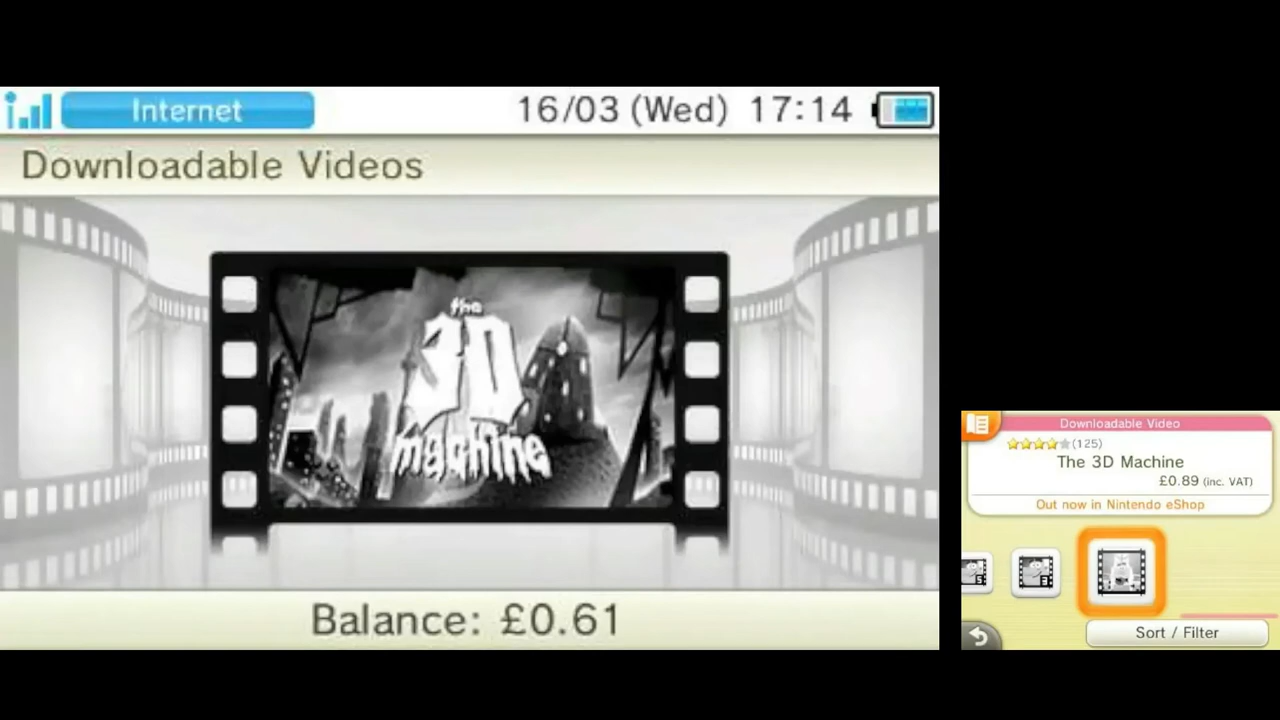 Internet
16/03 (Wed) 17:14
Downloadable Videos
the
3D
machine
Balance: £0.61
Downloadable Video
(125)
The 3D Machine
£0.89 (inc. VAT)
Out now in Nintendo eShop
Sort / Filter